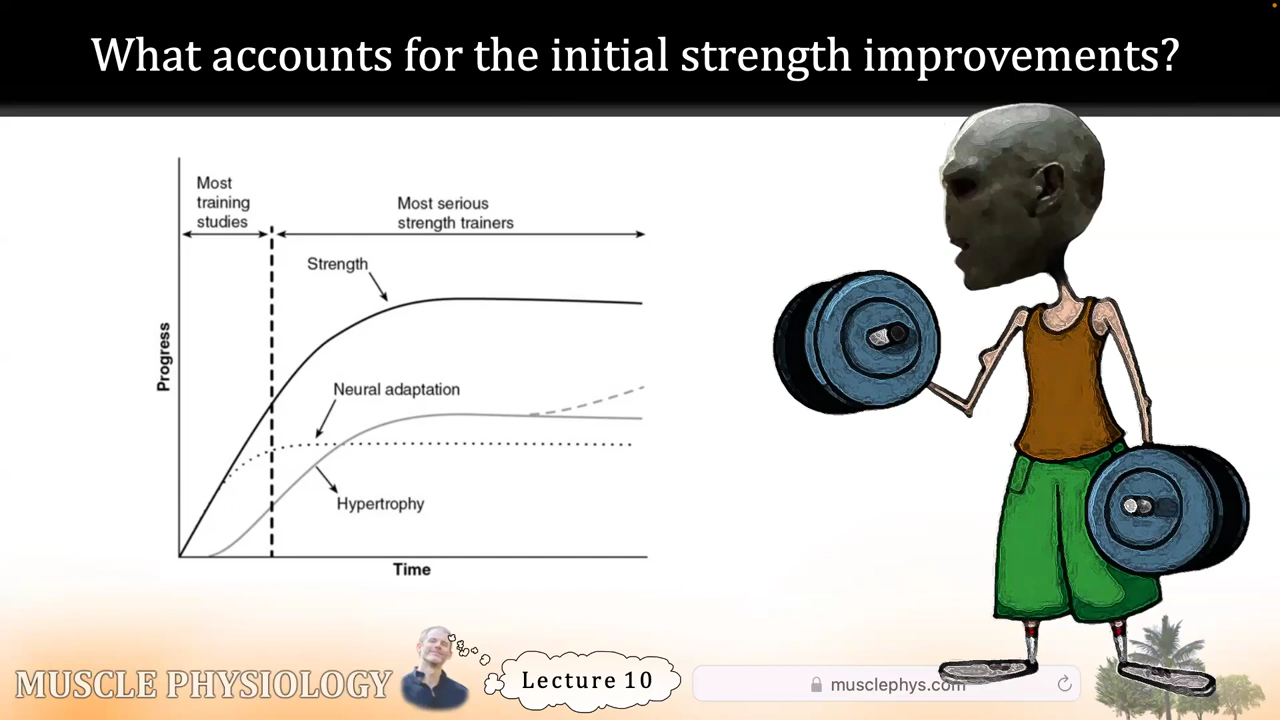 What accounts for the initial strength improvements?
Most
training
studies
Most serious
strength trainers
Strength
Progress
Neural adaptation
Hypertrophy
Time
MUSCLE PHYSIOLOGY
Lecture 10
musclephys.com